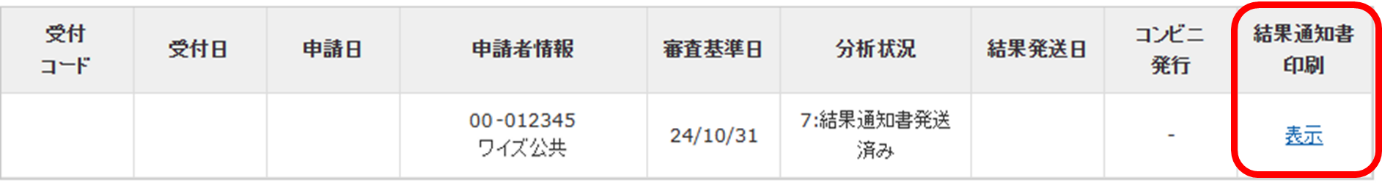 受付
コード
受付日
申請日
申請者情報
審査基準日
分析状況
結果発送日
コンビニ
発行
結果通知書
印刷
00-012345
ワイズ公共
24/10/31
7:結果通知書発送
済み
-
表示